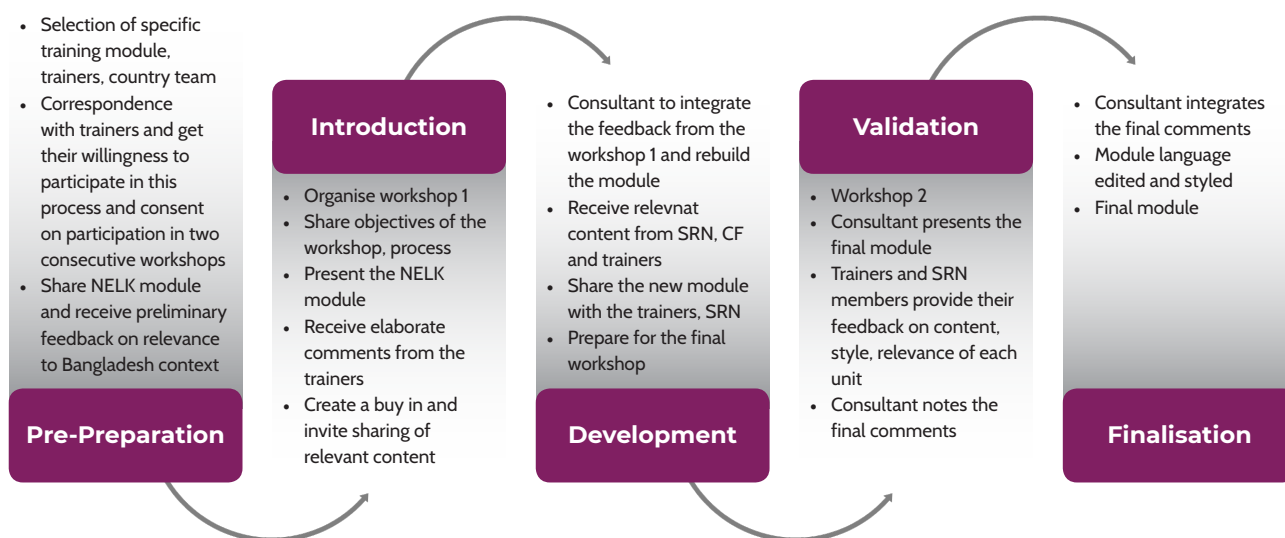 • Selection of specific
training module,
trainers, country team
• Correspondence
with trainers and get
their willingness to
participate in this
process and consent
on participation in two
consecutive workshops
• Share NELK module
and receive preliminary
feedback on relevance
to Bangladesh context
Pre-Preparation
Introduction
• Organise workshop 1
• Share objectives of the
workshop, process
• Present the NELK
module
• Receive elaborate
comments from the
trainers
• Create a buy in and
invite sharing of
relevant content
• Consultant to integrate
the feedback from the
workshop 1 and rebuild
the module
• Receive relevnat
content from SRN, CF
and trainers
• Share the new module
with the trainers, SRN
• Prepare for the final
workshop
Development
Validation
• Workshop 2
• Consultant presents the
final module
• Trainers and SRN
members provide their
feedback on content,
style, relevance of each
unit
• Consultant notes the
final comments
• Consultant integrates
the final comments
• Module language
edited and styled
• Final module
Finalisation